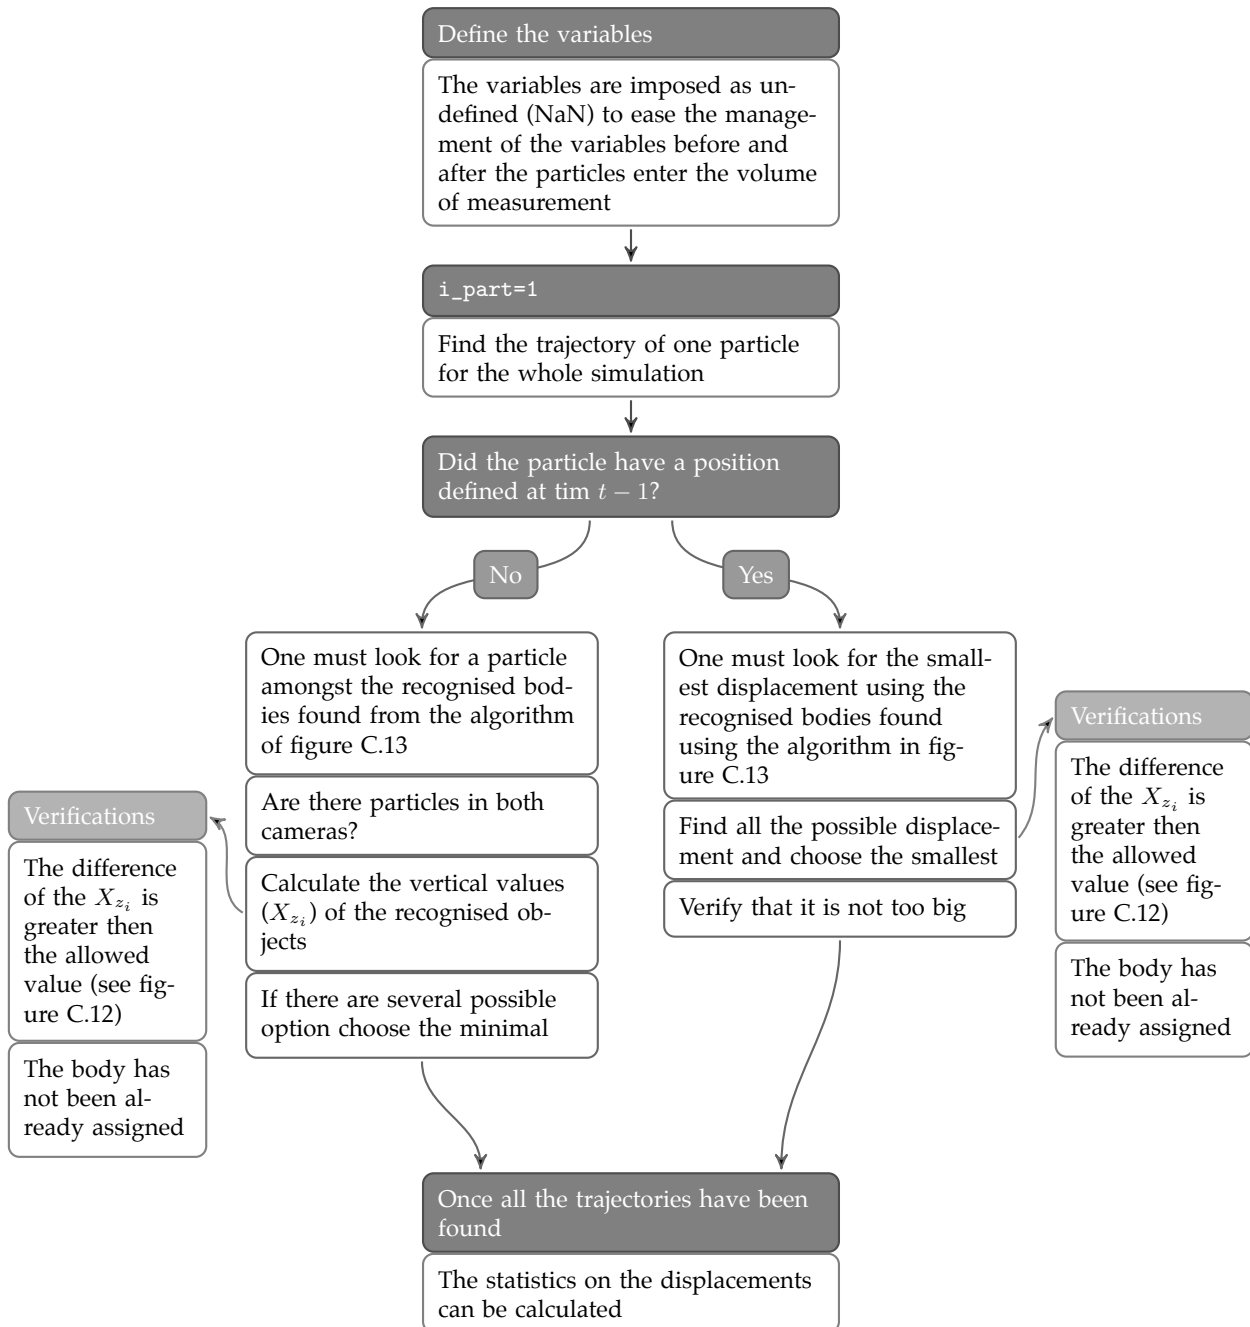 Define the variables
The variables are imposed as un-
defined (NaN) to ease the manage-
ment of the variables before and
after the particles enter the volume
of measurement
i_part=1
Find the trajectory of one particle
for the whole simulation
Did the particle have a position
defined at tim $t-1$?
No
Yes
One must look for a particle
amongst the recognised bod-
ies found from the algorithm
of figure C.13
Are there particles in both
cameras?
Calculate the vertical values
($X_{z_i}$) of the recognised ob-
jects
If there are several possible
option choose the minimal
Verifications
The difference
of the $X_{z_i}$ is
greater then
the allowed
value (see fig-
ure C.12)
The body has
not been al-
ready assigned
One must look for the small-
est displacement using the
recognised bodies found
using the algorithm in fig-
ure C.13
Find all the possible displace-
ment and choose the smallest
Verify that it is not too big
Verifications
The difference
of the $X_{z_i}$ is
greater then
the allowed
value (see fig-
ure C.12)
The body has
not been al-
ready assigned
Once all the trajectories have been
found
The statistics on the displacements
can be calculated